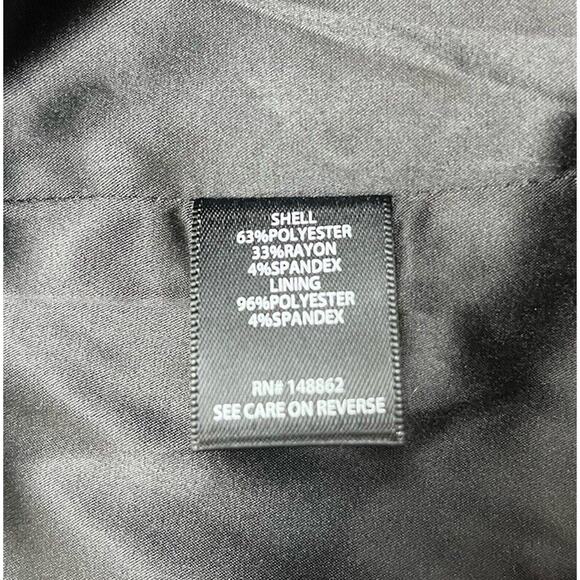 SHELL
63%POLYESTER
33%RAYON
4%SPANDEX
LINING
96%POLYESTER
4%SPANDEX
RN# 148862
SEE CARE ON REVERSE